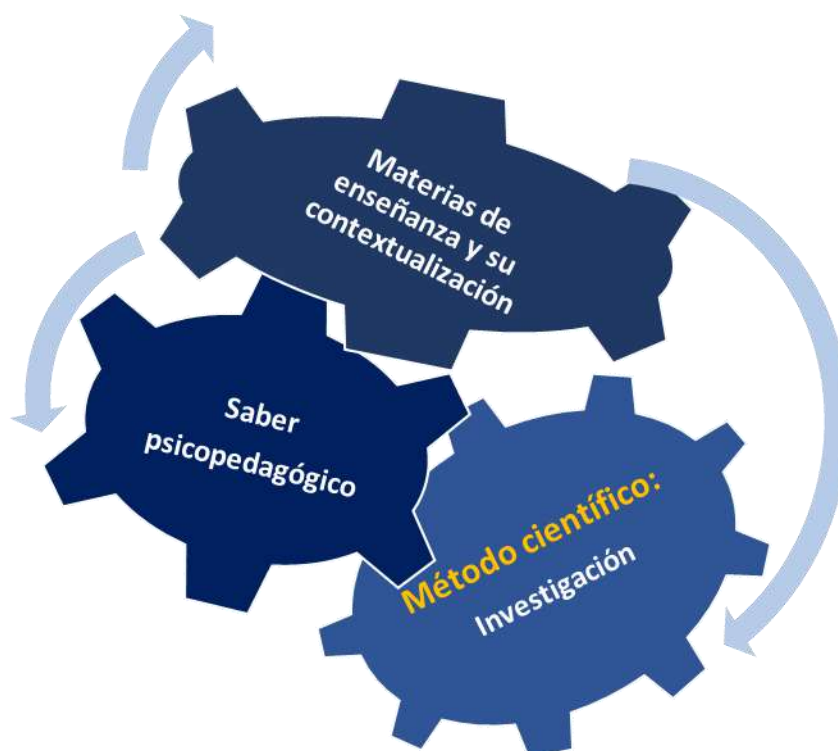 Materias de
enseñanza y su
contextualización
Saber
psicopedagógico
Método científico:
Investigación